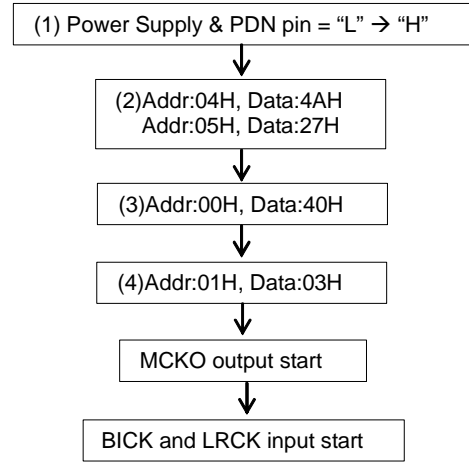 (1) Power Supply & PDN pin = “L” → “H”
(2)Addr:04H, Data:4AH
Addr:05H, Data:27H
(3)Addr:00H, Data:40H
(4)Addr:01H, Data:03H
MCKO output start
BICK and LRCK input start